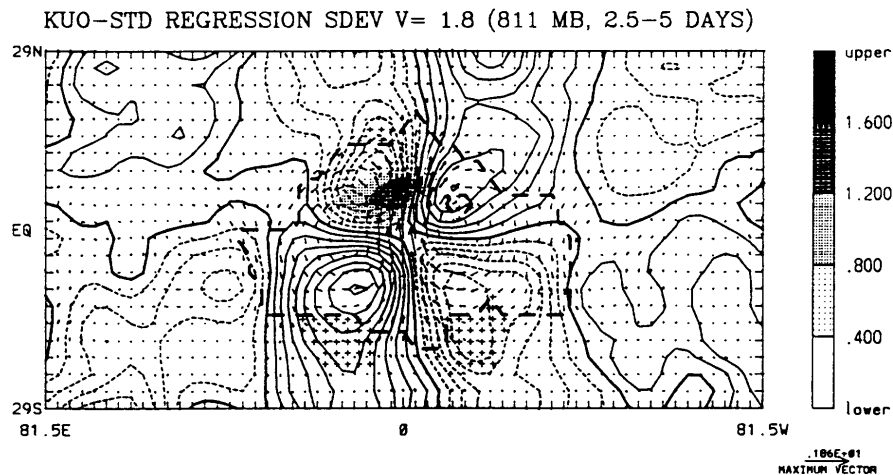 KUO-STD REGRESSION SDEV V= 1.8 (811 MB, 2.5-5 DAYS)
29N
EQ
29S
81.5E
0
81.5W
upper
1.600
1.200
.800
.400
lower
.106E+01
MAXIMUM VECTOR